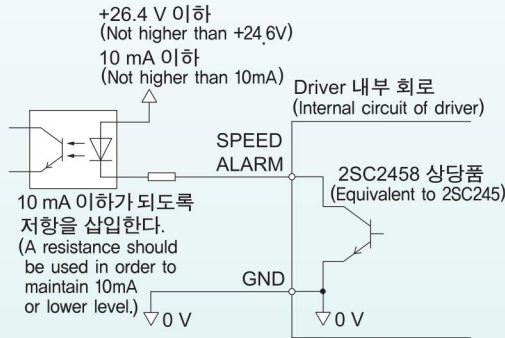 +26.4 V 이하
(Not higher than +24.6V)
10 mA 이하
(Not higher than 10mA)
Driver 내부 회로
(Internal circuit of driver)
SPEED
ALARM
2SC2458 상당품
(Equivalent to 2SC245)
10 mA 이하가 되도록
저항을 삽입한다.
(A resistance should
be used in order to
maintain 10mA
or lower level.)
GND
0 V
0 V